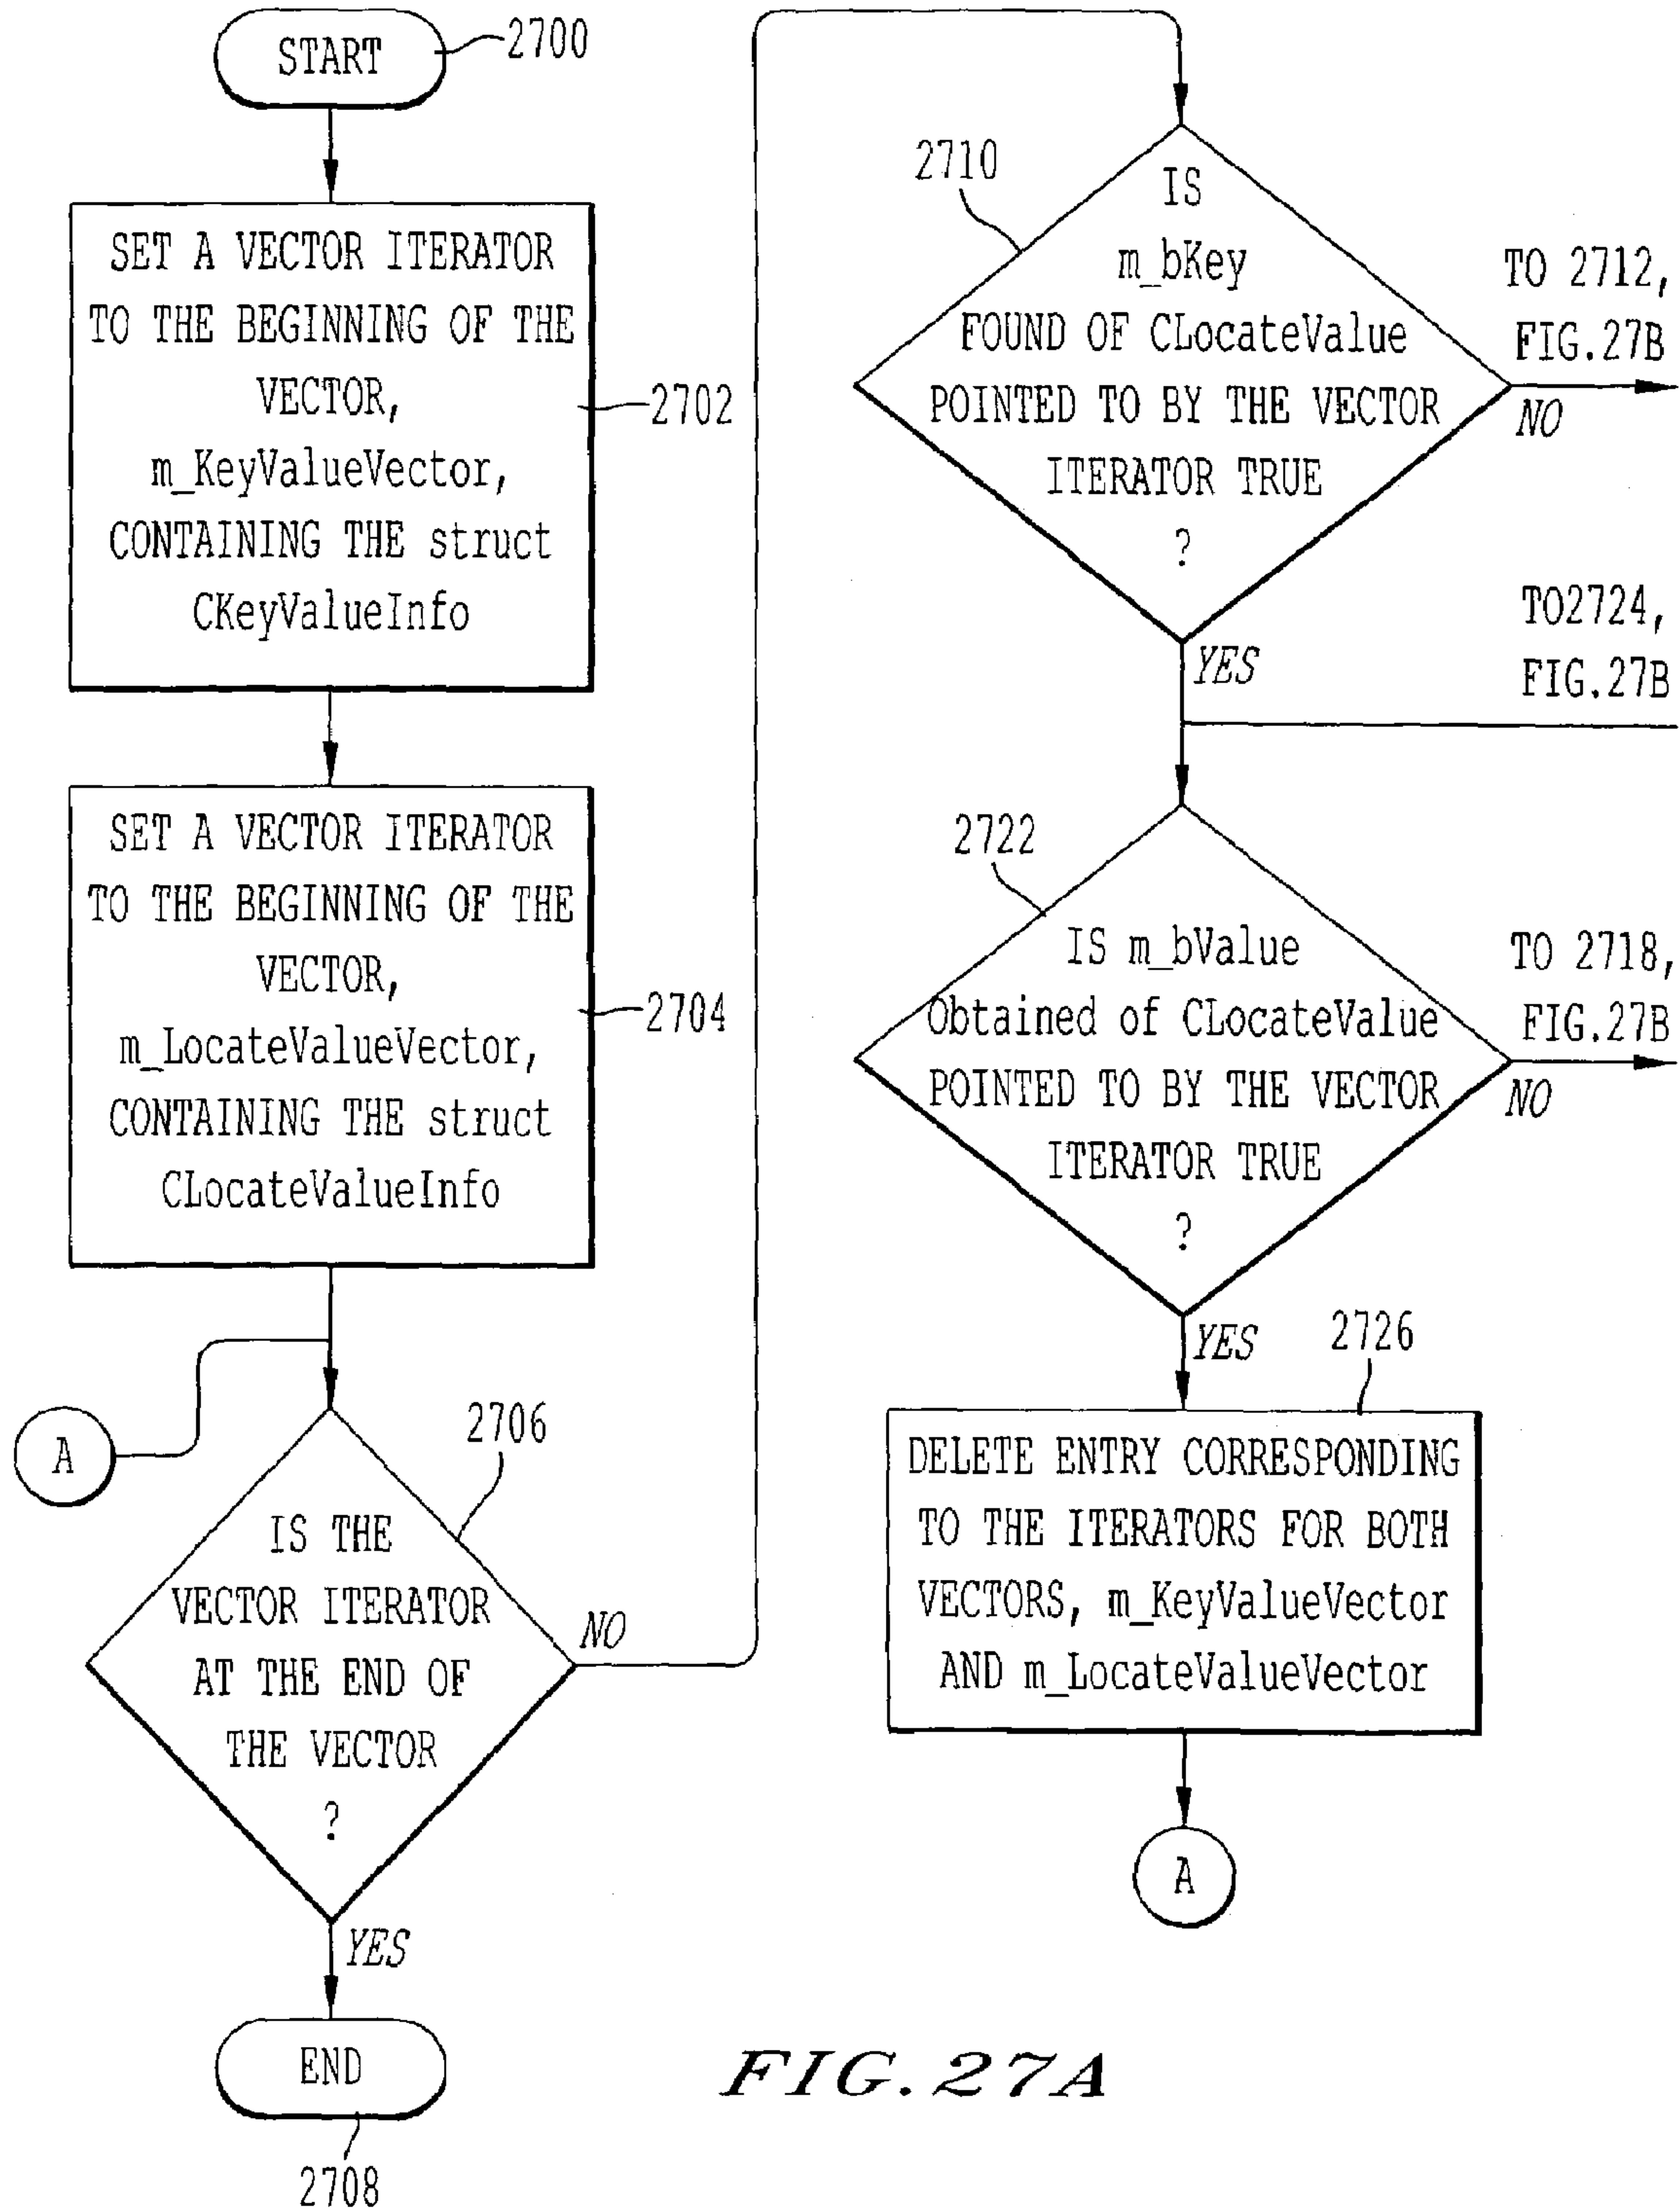 START
2700
SET A VECTOR ITERATOR
TO THE BEGINNING OF THE
VECTOR,
m_KeyValueVector,
CONTAINING THE struct
CKeyValueInfo
2702
SET A VECTOR ITERATOR
TO THE BEGINNING OF THE
VECTOR,
m_LocateValueVector,
CONTAINING THE struct
CLocateValueInfo
2704
A
2706
IS THE
VECTOR ITERATOR
AT THE END OF
THE VECTOR
?
NO
YES
END
2708
2710
IS
m_bKey
FOUND OF CLocateValue
POINTED TO BY THE VECTOR
ITERATOR TRUE
?
TO 2712,
FIG.27B
NO
YES
TO2724,
FIG.27B
2722
IS m_bValue
Obtained of CLocateValue
POINTED TO BY THE VECTOR
ITERATOR TRUE
?
TO 2718,
FIG.27B
NO
YES
2726
DELETE ENTRY CORRESPONDING
TO THE ITERATORS FOR BOTH
VECTORS, m_KeyValueVector
AND m_LocateValueVector
A
FIG. 27A